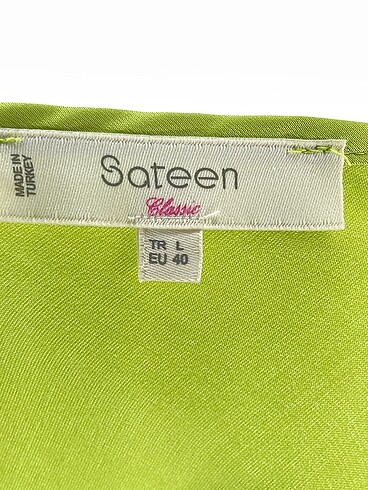 MADE IN
TURKEY
Sateen
Classic
TR L
EU 40